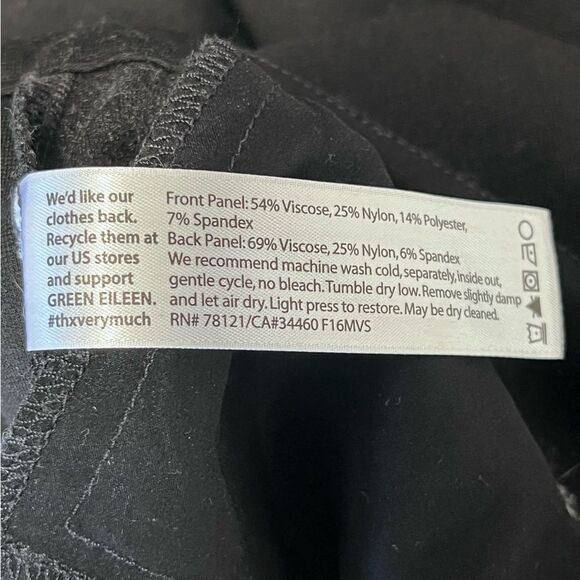 We'd like our
clothes back.
Recycle them at
our US stores
and support
GREEN EILEEN.
#thxverymuch
Front Panel: 54% Viscose, 25% Nylon, 14% Polyester,
7% Spandex
Back Panel: 69% Viscose, 25% Nylon, 6% Spandex
We recommend machine wash cold, separately, inside out,
gentle cycle, no bleach. Tumble dry low. Remove slightly damp
and let air dry. Light press to restore. May be dry cleaned.
RN# 78121/CA#34460 F16MVS